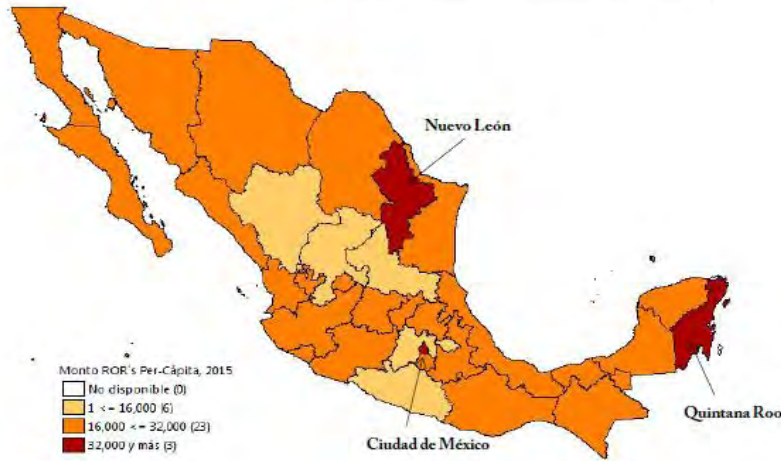 Nuevo León
Monto ROR's Per-Cápita, 2015
No disponible (0)
1 <= 16,000 (6)
16,000 <= 32,000 (23)
32,000 y más (3)
Quintana Roo
Ciudad de México